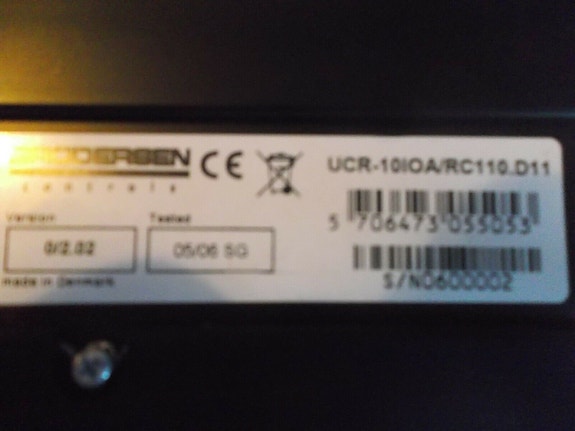 BRODERSEN CE UCR-10IOA/RC110.D11
controls
5 706473 055053
Version Tested
0/2.02 05/06 SG
S/N0600002
made in Denmark